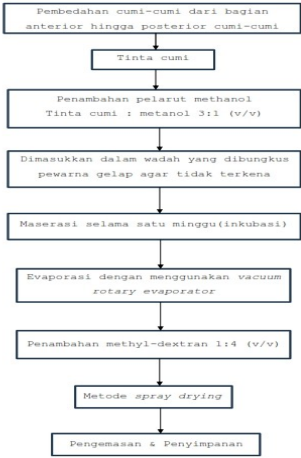 Pembedahan cumi-cumi dari bagian
anterior hingga posterior cumi-cumi
Tinta cumi
Penambahan pelarut methanol
Tinta cumi : metanol 3:1 (v/v)
Dimasukkan dalam wadah yang dibungkus
pewarna gelap agar tidak terkena
Maserasi selama satu minggu(inkubasi)
Evaporasi dengan menggunakan vacuum
rotary evaporator
Penambahan methyl-dextran 1:4 (v/v)
Metode spray drying
Pengemasan & Penyimpanan